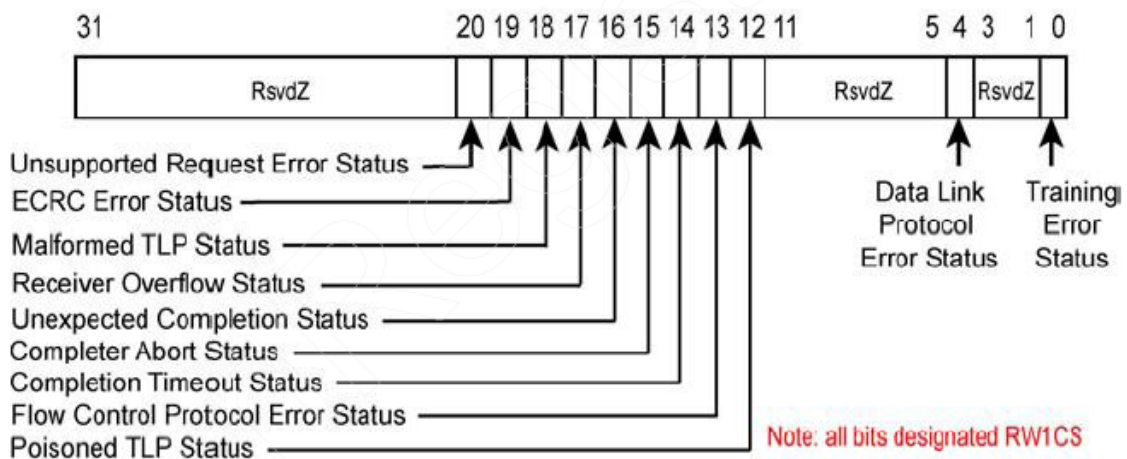 31 20 19 18 17 16 15 14 13 12 11 5 4 3 1 0
RsvdZ RsvdZ RsvdZ
Unsupported Request Error Status
ECRC Error Status
Malformed TLP Status
Receiver Overflow Status
Unexpected Completion Status
Completer Abort Status
Completion Timeout Status
Flow Control Protocol Error Status
Poisoned TLP Status
Data Link
Protocol
Error Status
Training
Error
Status
Note: all bits designated RW1CS